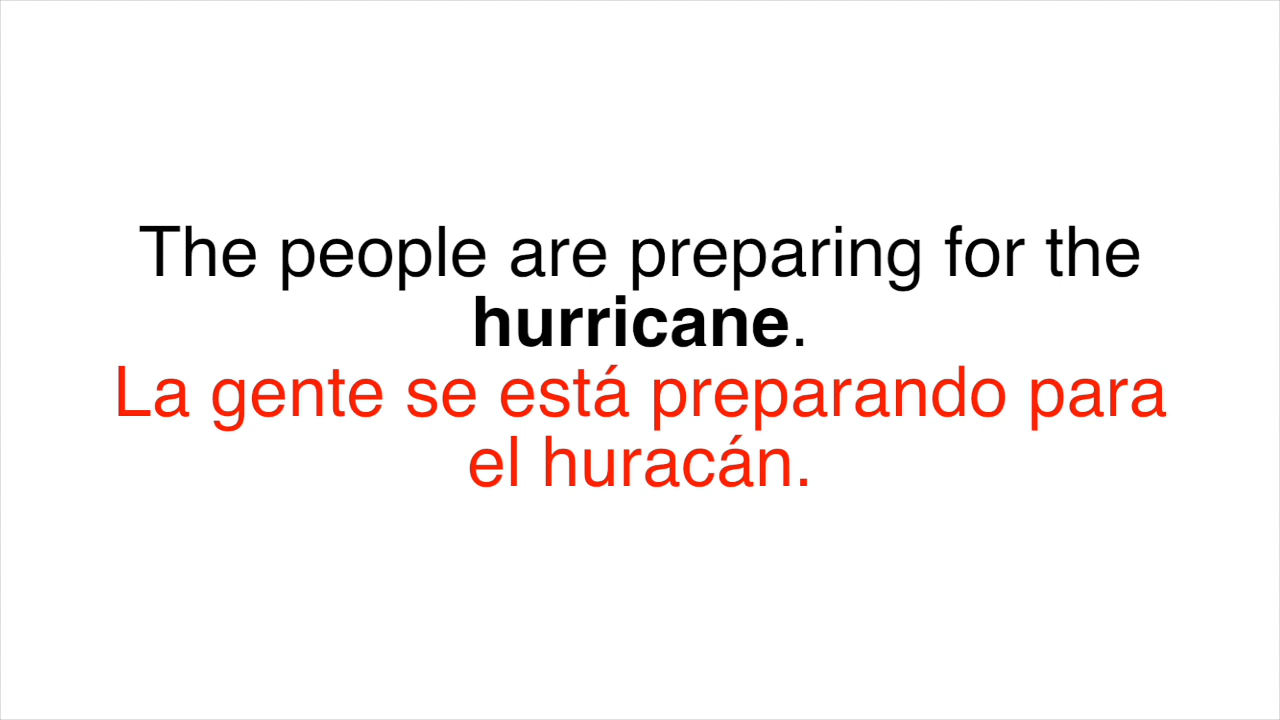 The people are preparing for the
hurricane.
La gente se está preparando para
el huracán.